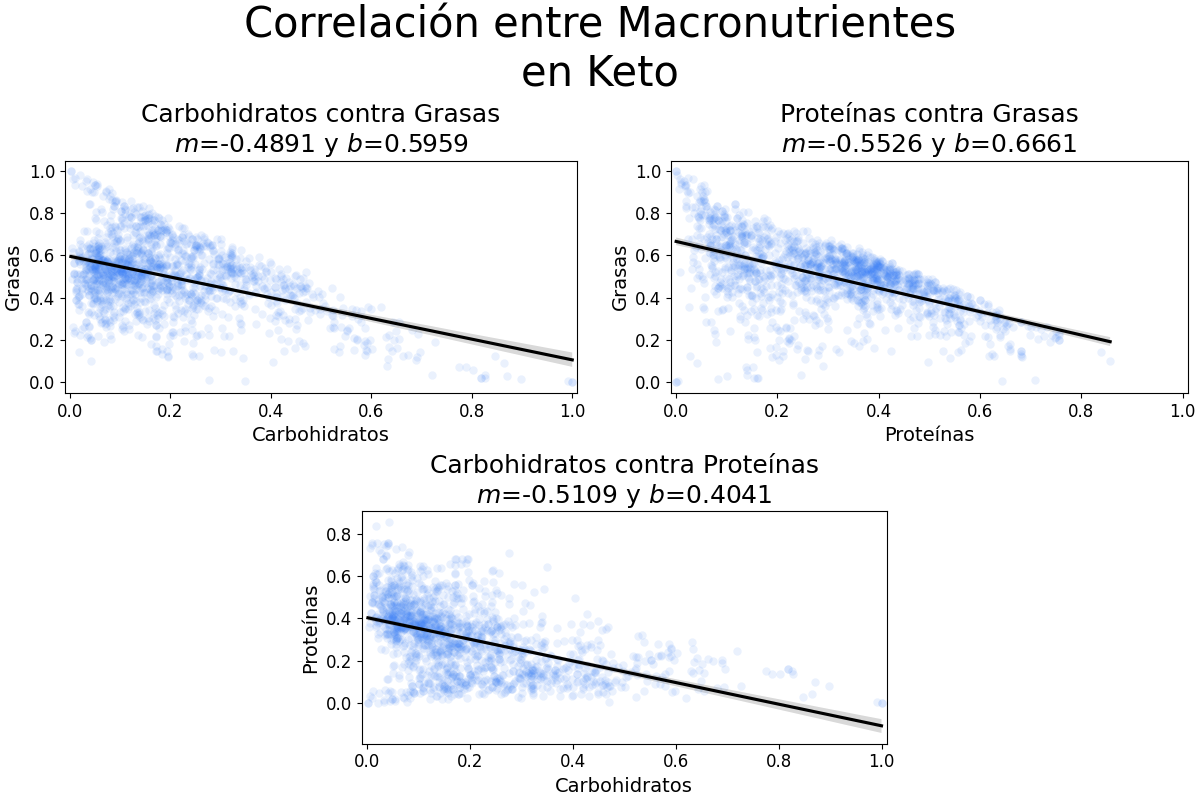 Correlación entre Macronutrientes
en Keto
Carbohidratos contra Grasas
m=-0.4891 y b=0.5959
1.0
0.8
0.6
0.4
0.2
0.0
Grasas
0.0 0.2 0.4 0.6 0.8 1.0
Carbohidratos
Proteínas contra Grasas
m=-0.5526 y b=0.6661
1.0
0.8
0.6
0.4
0.2
0.0
Grasas
0.0 0.2 0.4 0.6 0.8 1.0
Proteínas
Carbohidratos contra Proteínas
m=-0.5109 y b=0.4041
0.8
0.6
0.4
0.2
0.0
Proteínas
0.0 0.2 0.4 0.6 0.8 1.0
Carbohidratos